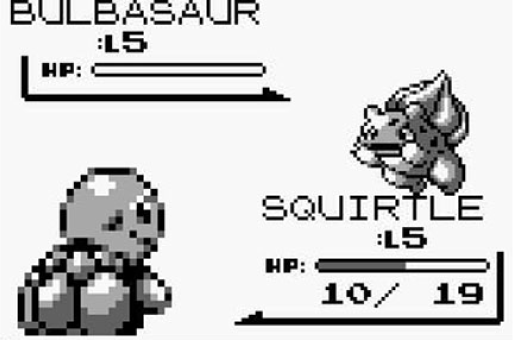 BULBASAUR
:L5
HP:
SQUIRTLE
:L5
HP:
10/ 19